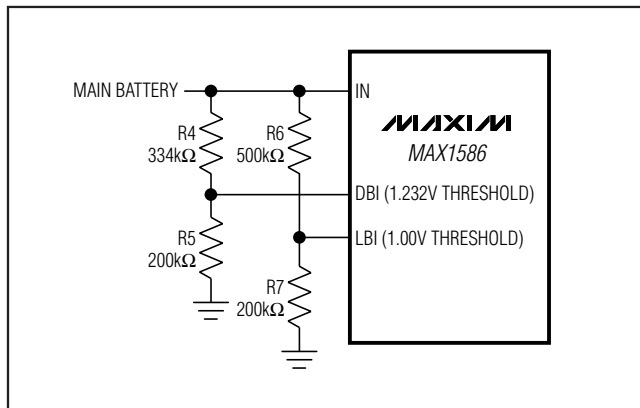 MAIN BATTERY
IN
R4
334kΩ
R6
500kΩ
MAXIM
MAX1586
DBI (1.232V THRESHOLD)
LBI (1.00V THRESHOLD)
R5
200kΩ
R7
200kΩ